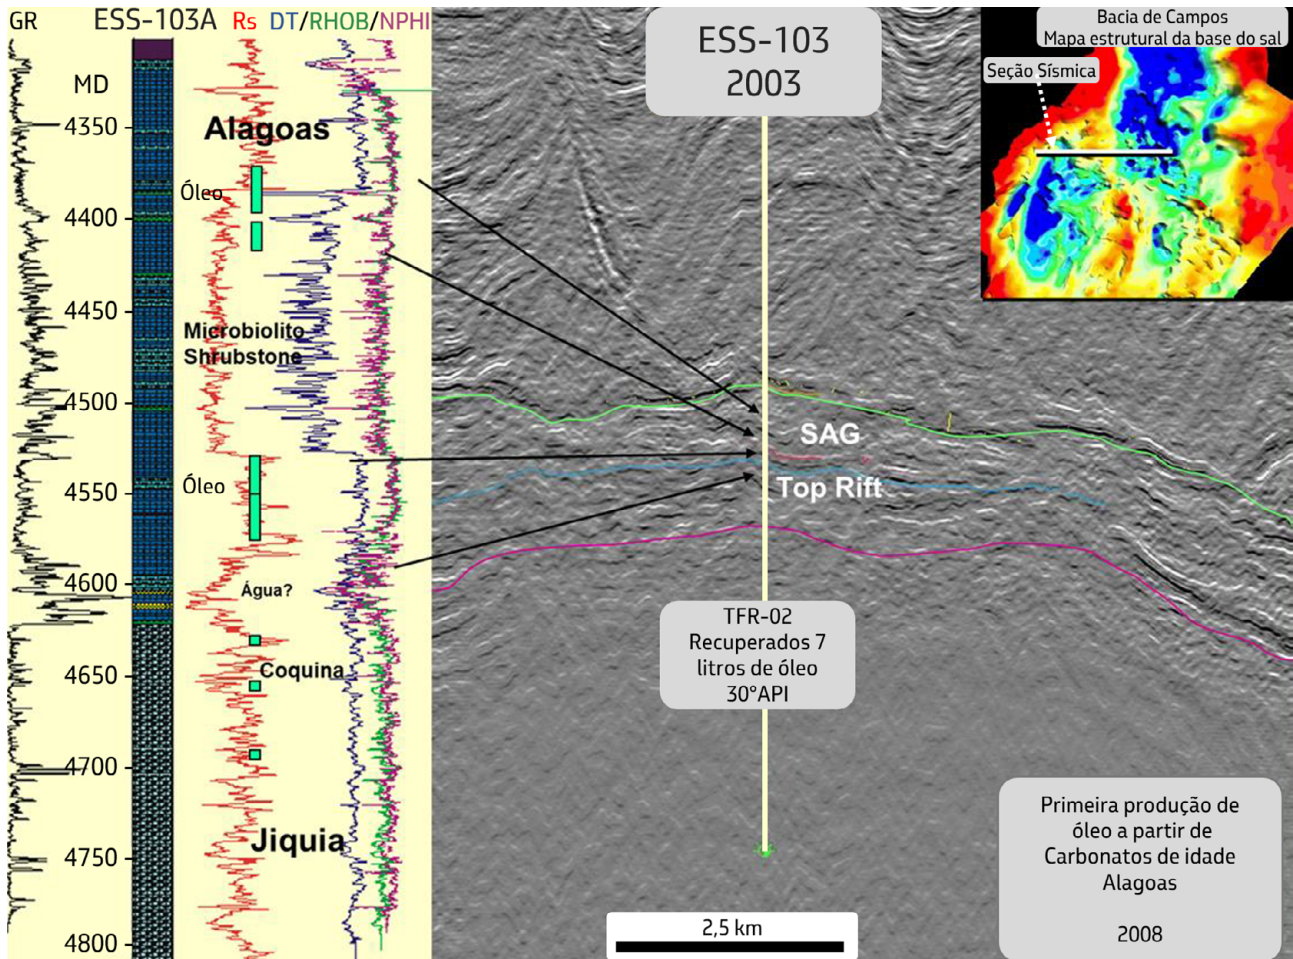 GR ESS-103A Rs DT/RHOB/NPHI
MD
4350
4400
4450
4500
4550
4600
4650
4700
4750
4800
Alagoas
Óleo
Microbiolito
Shrubstone
Óleo
Água?
Coquina
Jiquia
ESS-103
2003
SAG
Top Rift
TFR-02
Recuperados 7
litros de óleo
30°API
2,5 km
Bacia de Campos
Mapa estrutural da base do sal
Seção Sísmica
Primeira produção de
óleo a partir de
Carbonatos de idade
Alagoas
2008